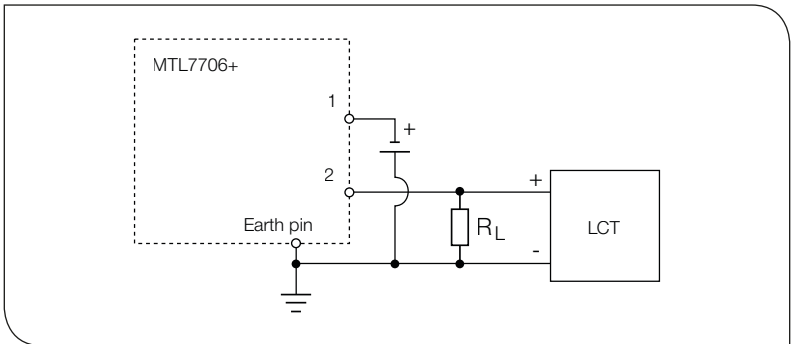 MTL7706+
1
+
2
+
Earth pin
RL
LCT
-